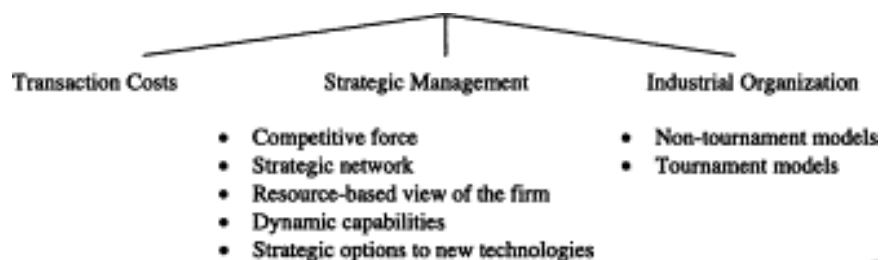 Transaction Costs
Strategic Management
Industrial Organization
• Competitive force
• Strategic network
• Resource-based view of the firm
• Dynamic capabilities
• Strategic options to new technologies
• Non-tournament models
• Tournament models